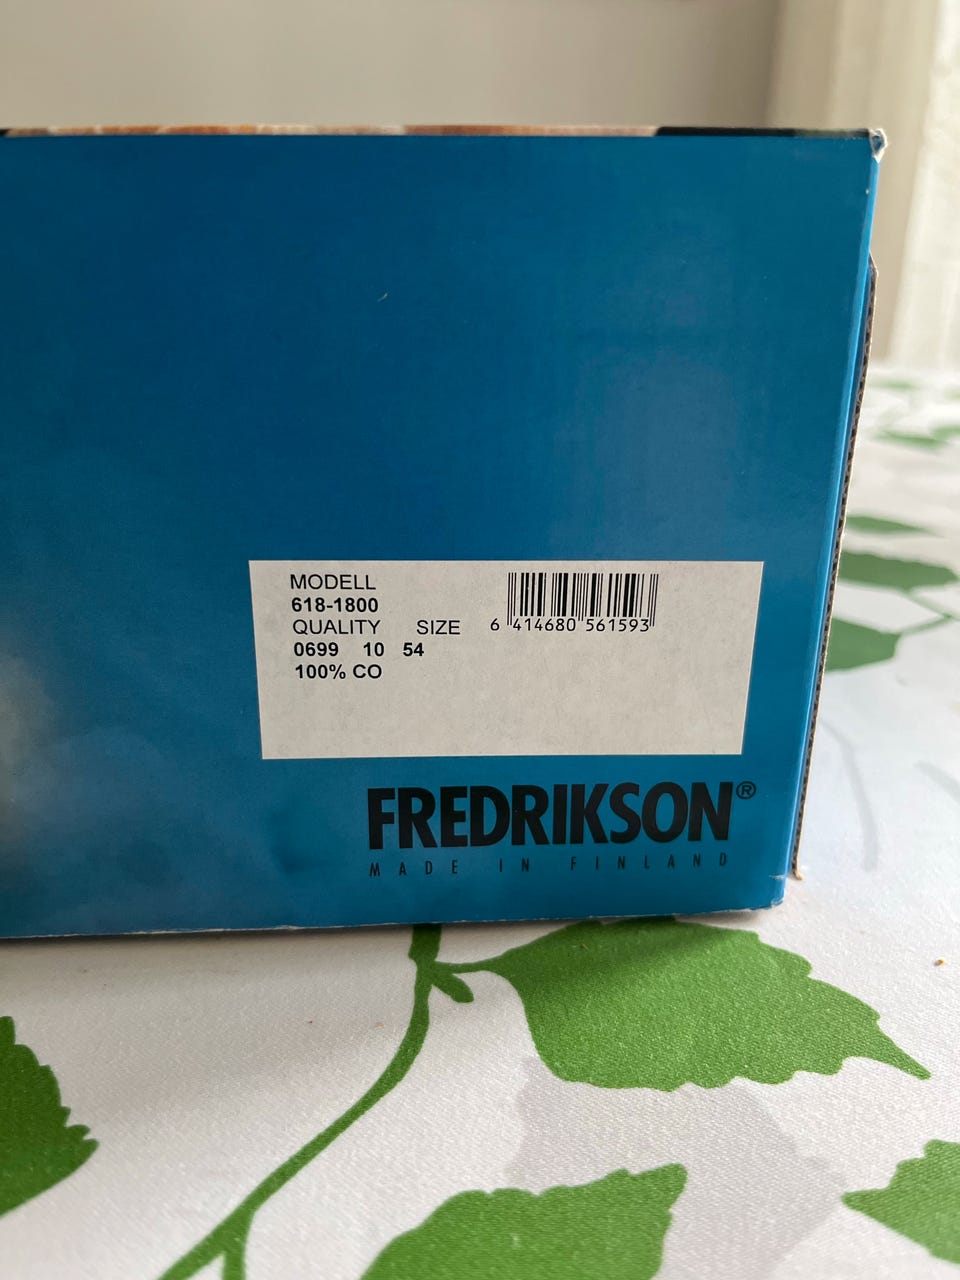 MODELL
618-1800
QUALITY SIZE
0699 10 54
100% CO
6 414680 561593
FREDRIKSON®
MADE IN FINLAND